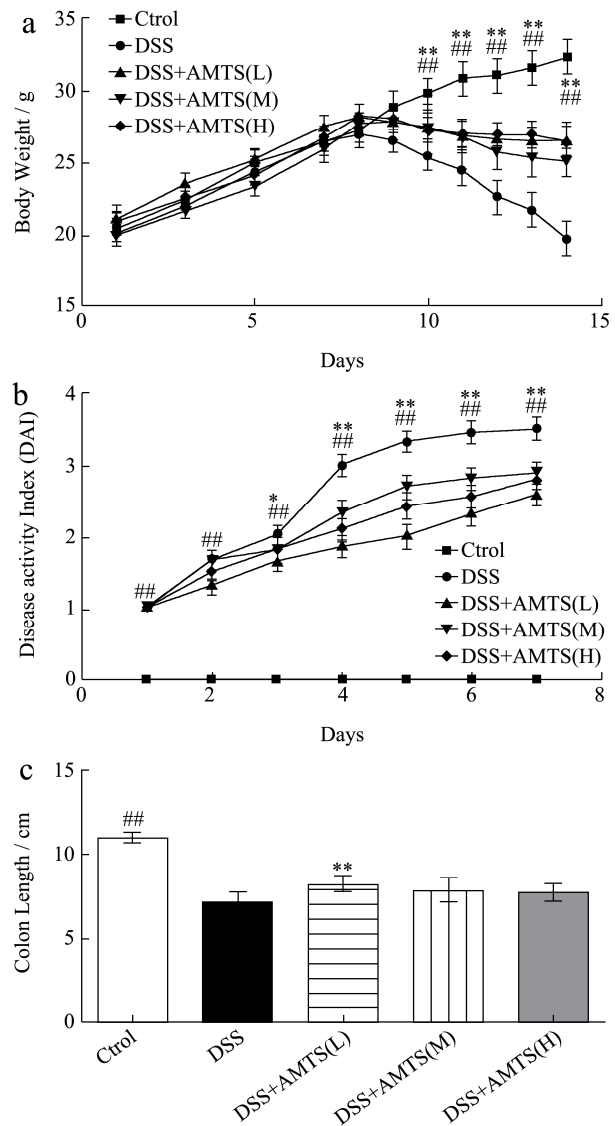 a
Ctrol
DSS
DSS+AMTS(L)
DSS+AMTS(M)
DSS+AMTS(H)
** ** ** ** **
## ## ## ## ##
35
30
25
20
15
Body Weight / g
0 5 10 15
Days
b
4
3
2
1
0
Disease activity Index (DAI)
* ** ** ** **
## ## ## ## ## ## ##
Ctrol
DSS
DSS+AMTS(L)
DSS+AMTS(M)
DSS+AMTS(H)
0 2 4 6 8
Days
c
15
10
5
0
Colon Length / cm
##
**
Ctrol
DSS
DSS+AMTS(L)
DSS+AMTS(M)
DSS+AMTS(H)